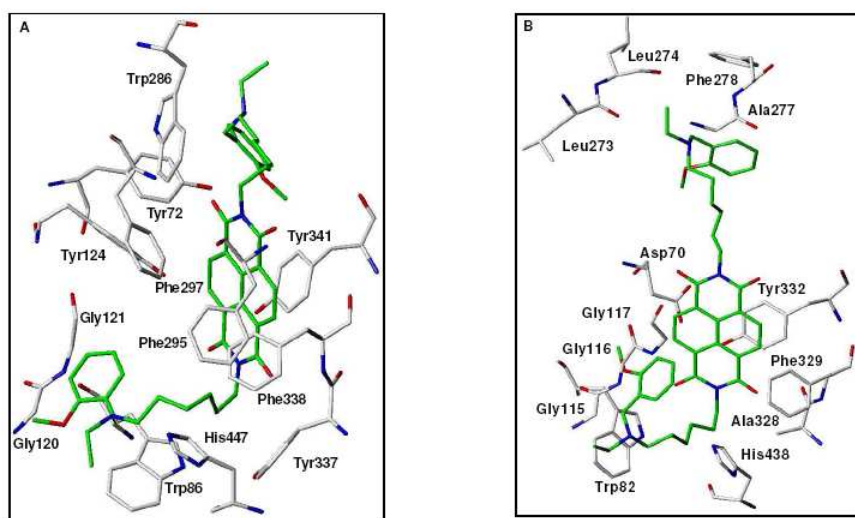 A
Trp286
Tyr72
Tyr124
Tyr341
Phe297
Gly121
Phe295
Phe338
Gly120
His447
Tyr337
Trp86
B
Leu274
Phe278
Ala277
Leu273
Asp70
Tyr332
Gly117
Gly116
Phe329
Gly115
Ala328
His438
Trp82